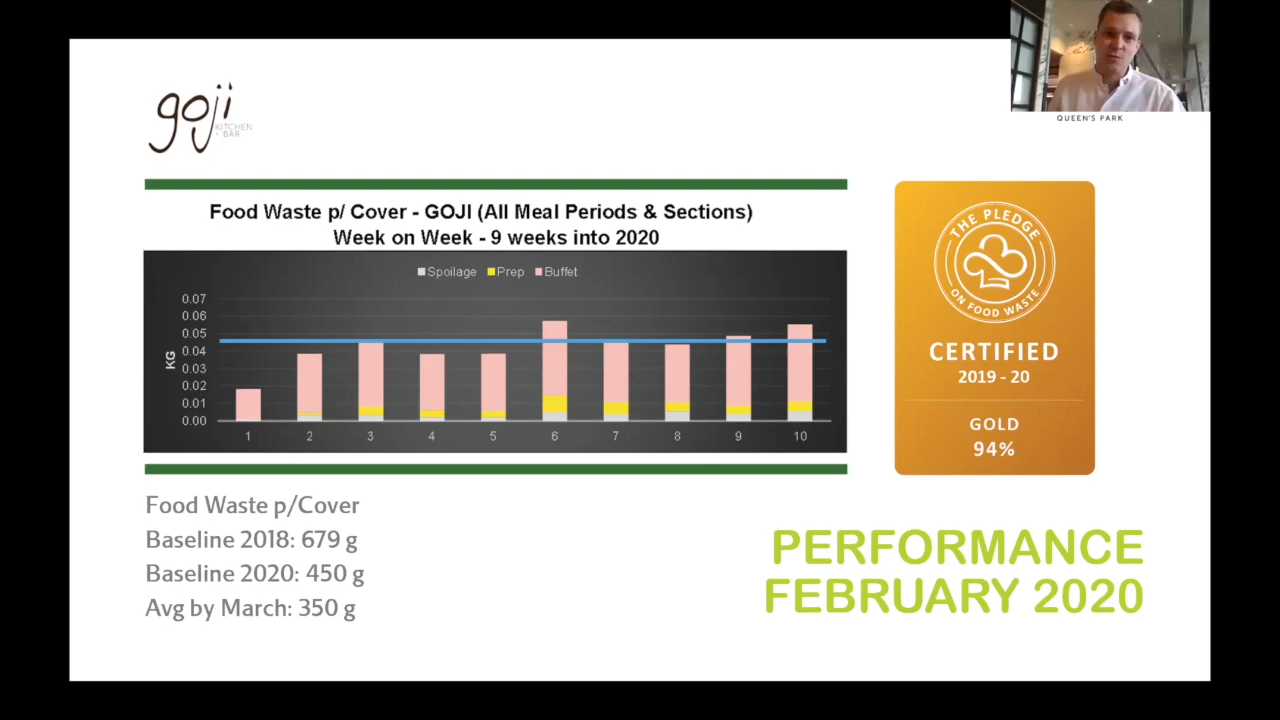 goji
KITCHEN
+ BAR
QUEEN'S PARK
Food Waste p/ Cover - GOJI (All Meal Periods & Sections)
Week on Week - 9 weeks into 2020
Spoilage Prep Buffet
0.07
0.06
0.05
0.04
0.03
0.02
0.01
0.00
KG
1 2 3 4 5 6 7 8 9 10
THE PLEDGE
ON FOOD WASTE
CERTIFIED
2019 - 20
GOLD
94%
Food Waste p/Cover
Baseline 2018: 679 g
Baseline 2020: 450 g
Avg by March: 350 g
PERFORMANCE
FEBRUARY 2020